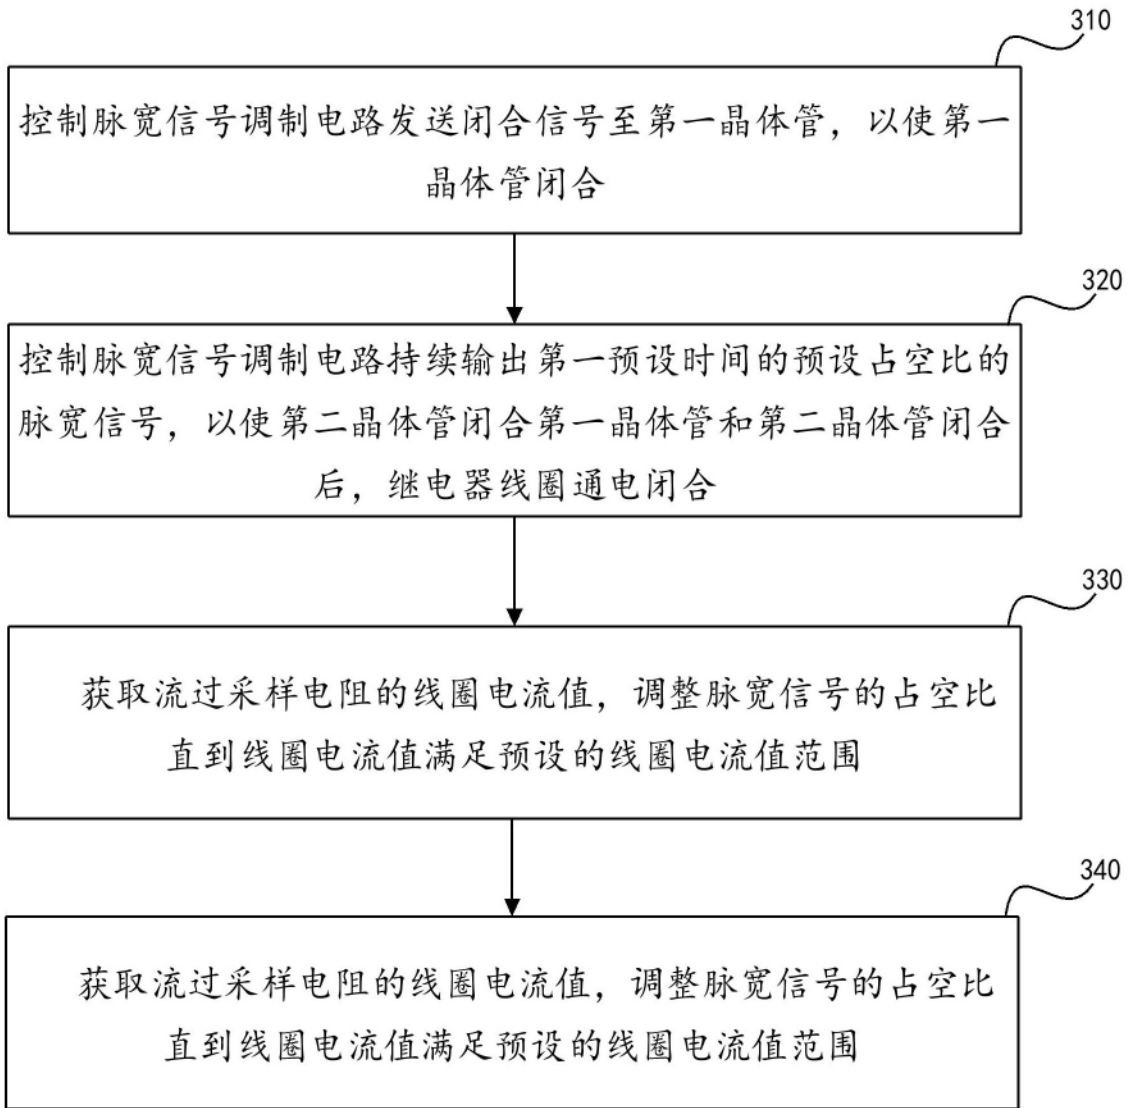 310
控制脉宽信号调制电路发送闭合信号至第一晶体管，以使第一
晶体管闭合
320
控制脉宽信号调制电路持续输出第一预设时间的预设占空比的
脉宽信号，以使第二晶体管闭合第一晶体管和第二晶体管闭合
后，继电器线圈通电闭合
330
获取流过采样电阻的线圈电流值，调整脉宽信号的占空比
直到线圈电流值满足预设的线圈电流值范围
340
获取流过采样电阻的线圈电流值，调整脉宽信号的占空比
直到线圈电流值满足预设的线圈电流值范围